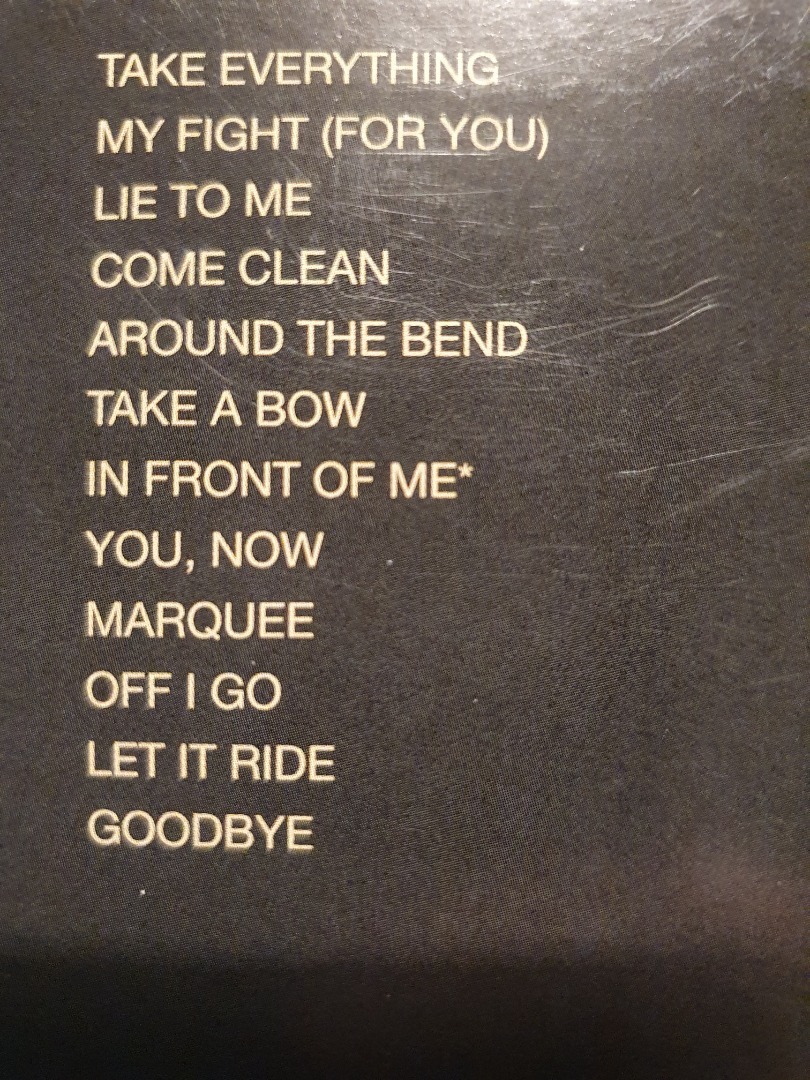 TAKE EVERYTHING
MY FIGHT (FOR YOU)
LIE TO ME
COME CLEAN
AROUND THE BEND
TAKE A BOW
IN FRONT OF ME*
YOU, NOW
MARQUEE
OFF I GO
LET IT RIDE
GOODBYE